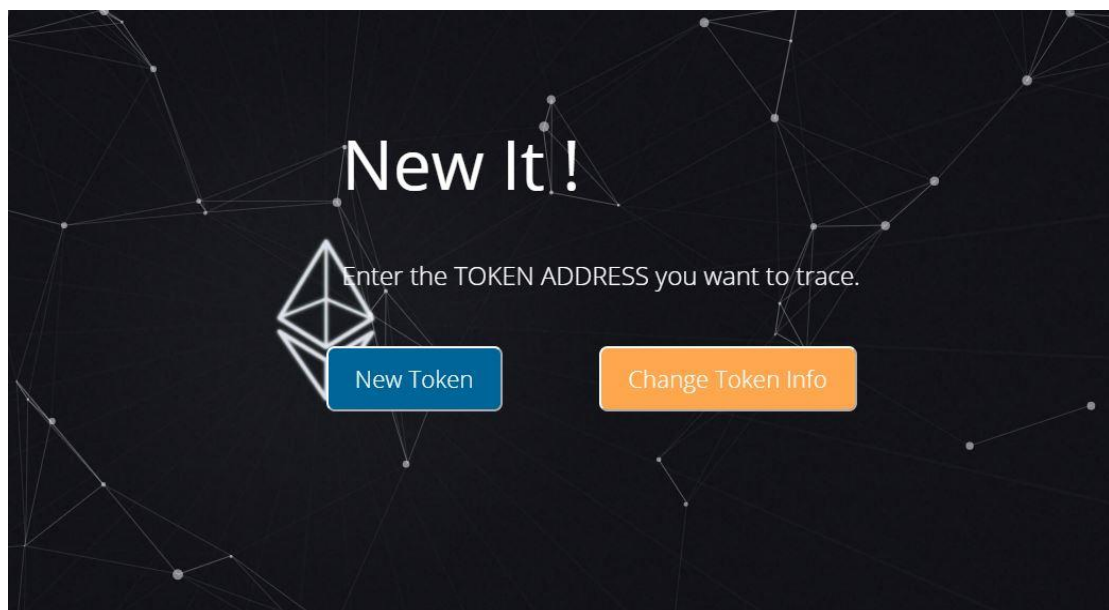 New It !
Enter the TOKEN ADDRESS you want to trace.
New Token
Change Token Info